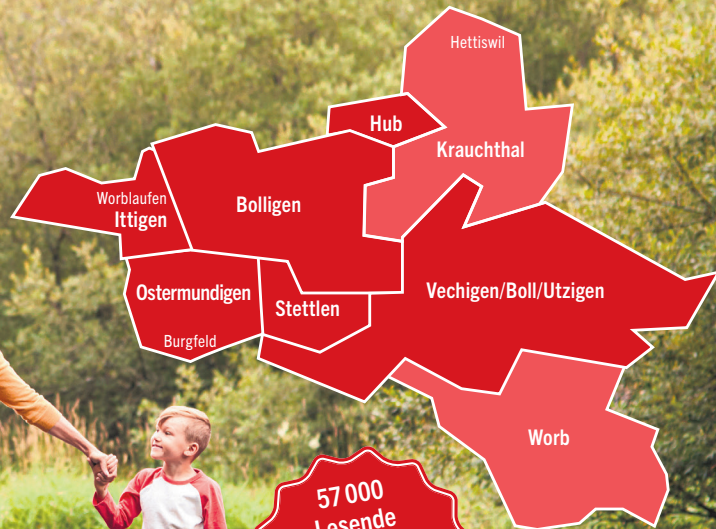 Hettiswil
Hub
Krauchthal
Worblaufen
Ittigen
Bolligen
Ostermundigen
Stettlen
Vechigen/Boll/Utzigen
Burgfeld
Worb
57 000
Lesende